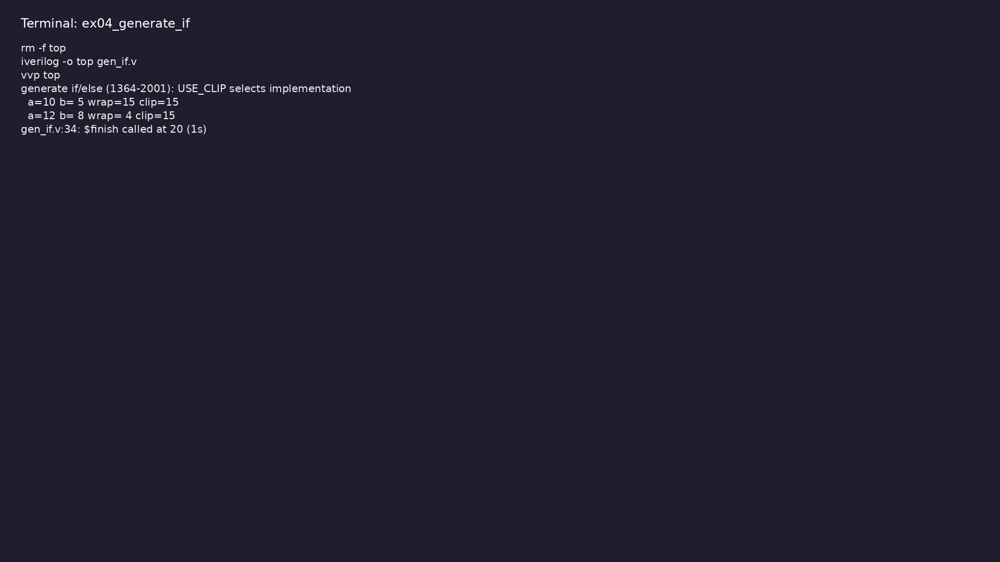 Terminal: ex04_generate_if
rm -f top
iverilog -o top gen_if.v
vvp top
generate if/else (1364-2001): USE_CLIP selects implementation
  a=10 b= 5 wrap=15 clip=15
  a=12 b= 8 wrap= 4 clip=15
gen_if.v:34: $finish called at 20 (1s)